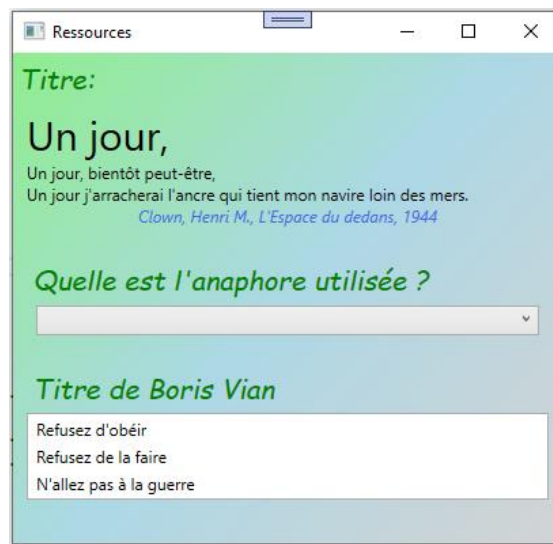 Ressources
Titre:
Un jour,
Un jour, bientôt peut-être,
Un jour j'arracherai l'ancre qui tient mon navire loin des mers.
Clown, Henri M., L'Espace du dedans, 1944
Quelle est l'anaphore utilisée ?
Titre de Boris Vian
Refusez d'obéir
Refusez de la faire
N'allez pas à la guerre